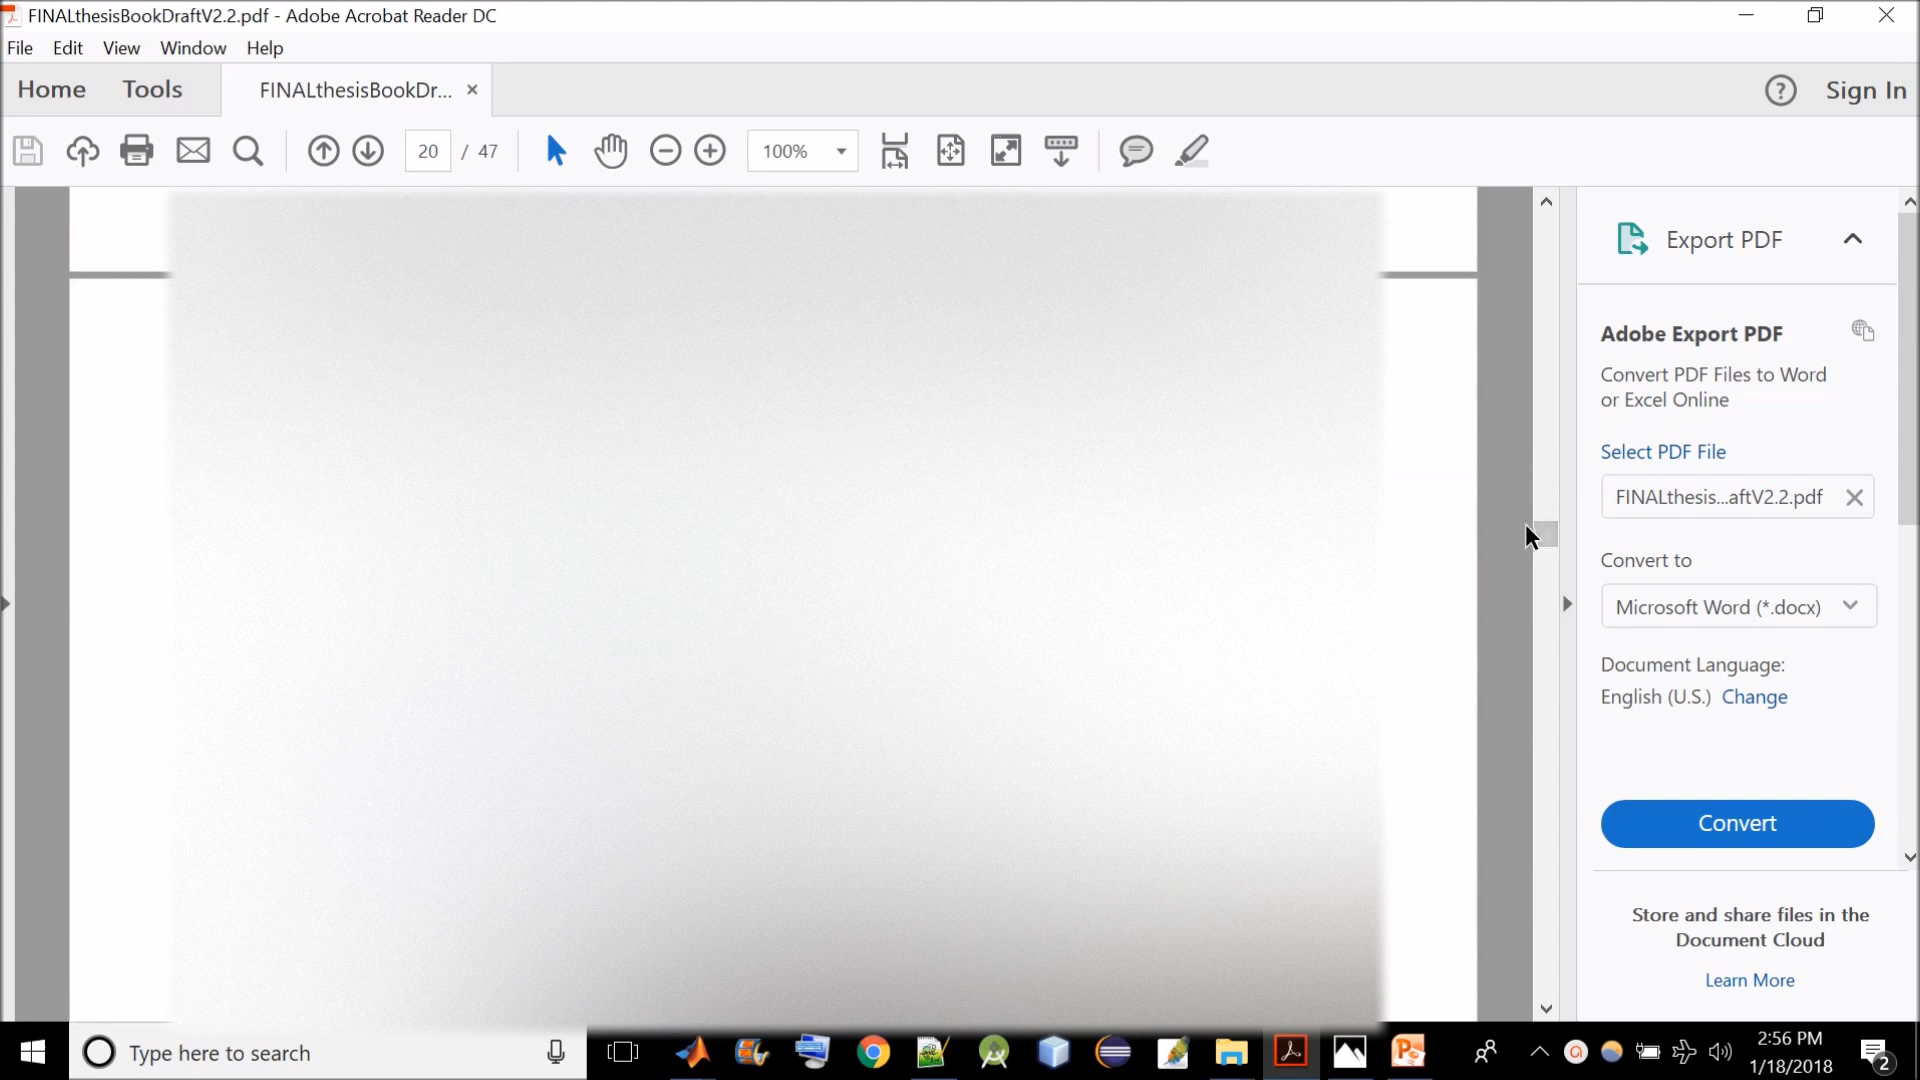 FINALthesisBookDraftV2.2.pdf - Adobe Acrobat Reader DC
File Edit View Window Help
Home Tools FINALthesisBookDr... × ? Sign In
20 / 47 100%
Export PDF
Adobe Export PDF
Convert PDF Files to Word
or Excel Online
Select PDF File
FINALthesis...aftV2.2.pdf
Convert to
Microsoft Word (*.docx)
Document Language:
English (U.S.) Change
Convert
Store and share files in the
Document Cloud
Learn More
Type here to search
2:56 PM
1/18/2018
2